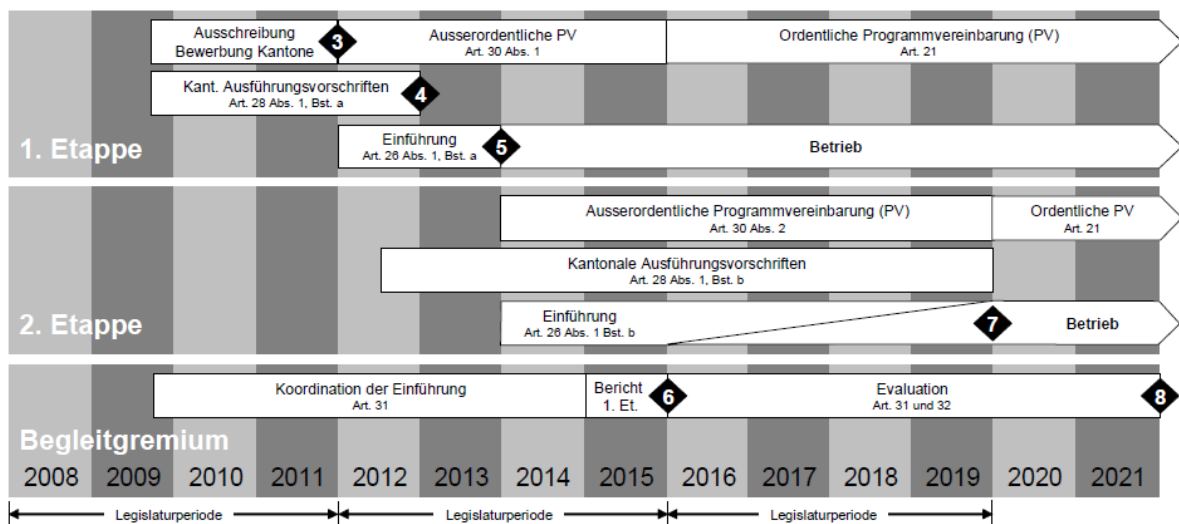 Ausschreibung
Bewerbung Kantone
3
Ausserordentliche PV
Art. 30 Abs. 1
Ordentliche Programmvereinbarung (PV)
Art. 21
Kant. Ausführungsvorschriften
Art. 28 Abs. 1, Bst. a
4
1. Etappe
Einführung
Art. 26 Abs. 1, Bst. a
5
Betrieb
Ausserordentliche Programmvereinbarung (PV)
Art. 30 Abs. 2
Ordentliche PV
Art. 21
Kantonale Ausführungsvorschriften
Art. 28 Abs. 1, Bst. b
2. Etappe
Einführung
Art. 26 Abs. 1 Bst. b
7
Betrieb
Koordination der Einführung
Art. 31
Bericht
1. Et.
6
Evaluation
Art. 31 und 32
8
Begleitgremium
2008 2009 2010 2011 2012 2013 2014 2015 2016 2017 2018 2019 2020 2021
Legislaturperiode Legislaturperiode Legislaturperiode